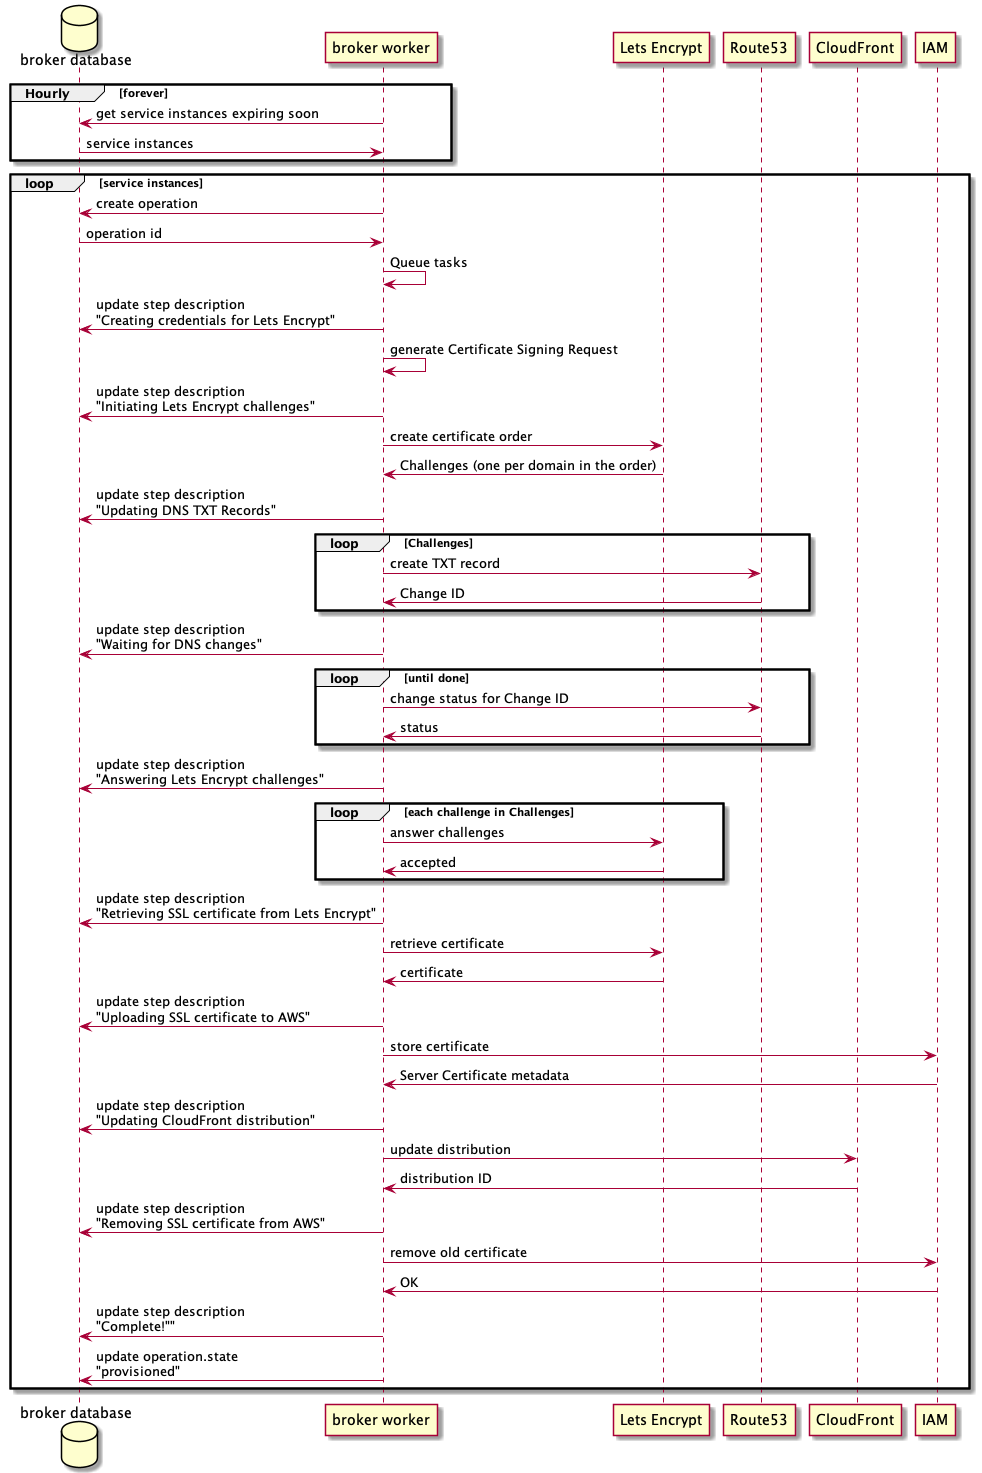 broker database
broker worker
Lets Encrypt
Route53
CloudFront
IAM
Hourly
[forever]
get service instances expiring soon
service instances
loop
[service instances]
create operation
operation id
Queue tasks
update step description
"Creating credentials for Lets Encrypt"
generate Certificate Signing Request
update step description
"Initiating Lets Encrypt challenges"
create certificate order
Challenges (one per domain in the order)
update step description
"Updating DNS TXT Records"
loop
[Challenges]
create TXT record
Change ID
update step description
"Waiting for DNS changes"
loop
[until done]
change status for Change ID
status
update step description
"Answering Lets Encrypt challenges"
loop
[each challenge in Challenges]
answer challenges
accepted
update step description
"Retrieving SSL certificate from Lets Encrypt"
retrieve certificate
certificate
update step description
"Uploading SSL certificate to AWS"
store certificate
Server Certificate metadata
update step description
"Updating CloudFront distribution"
update distribution
distribution ID
update step description
"Removing SSL certificate from AWS"
remove old certificate
OK
update step description
"Complete!""
update operation.state
"provisioned"
broker database
broker worker
Lets Encrypt
Route53
CloudFront
IAM